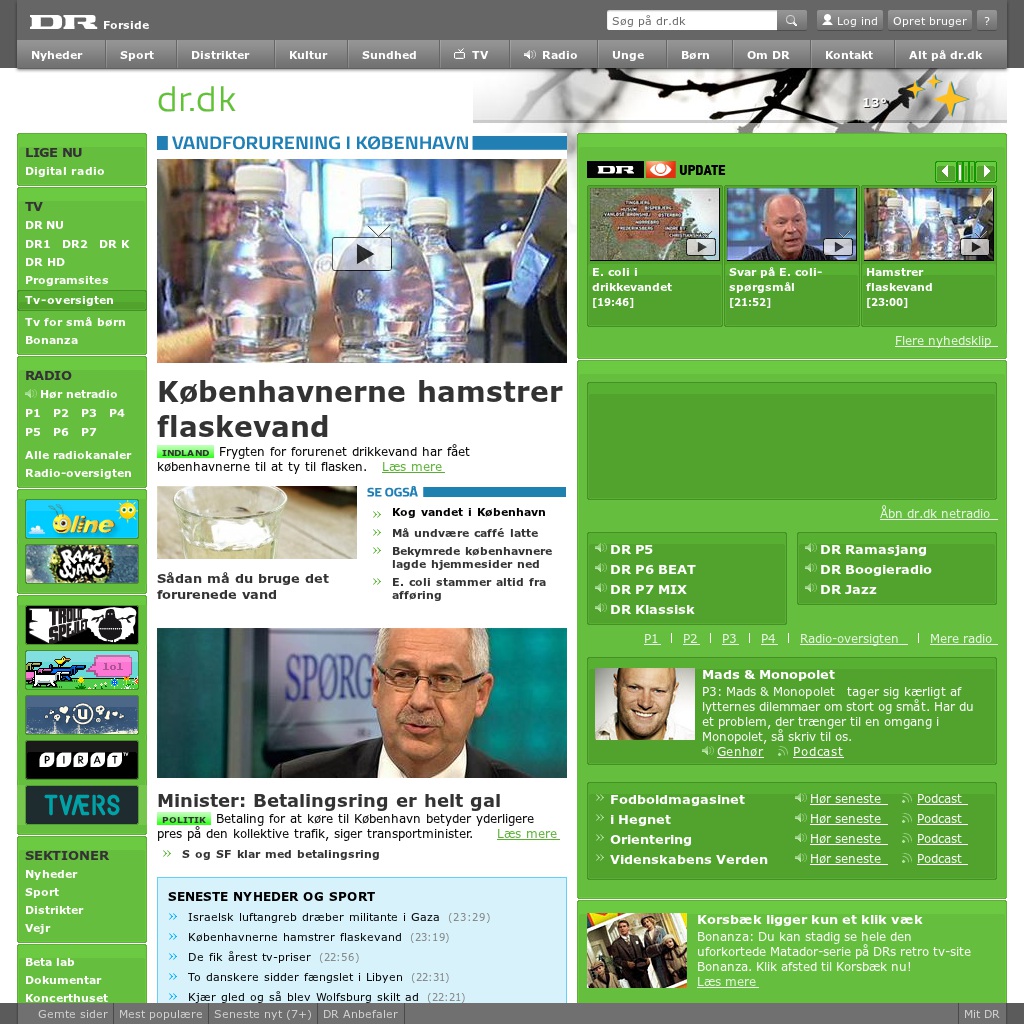 DR Forside
Søg på dr.dk
Log ind
Opret bruger
?
Nyheder
Sport
Distrikter
Kultur
Sundhed
TV
Radio
Unge
Børn
Om DR
Kontakt
Alt på dr.dk
dr.dk
13°
LIGE NU
Digital radio
TV
DR NU
DR1 DR2 DR K
DR HD
Programsites
Tv-oversigten
Tv for små børn
Bonanza
RADIO
Hør netradio
P1 P2 P3 P4
P5 P6 P7
Alle radiokanaler
Radio-oversigten
Oline
RAMASJANG
TROLDSPEJLET
lol
U
PIRAT TV
TVÆRS
SEKTIONER
Nyheder
Sport
Distrikter
Vejr
Beta lab
Dokumentar
Koncerthuset
VANDFORURENING I KØBENHAVN
Københavnerne hamstrer
flaskevand
INDLAND Frygten for forurenet drikkevand har fået
københavnerne til at ty til flasken. Læs mere
Sådan må du bruge det
forurenede vand
SE OGSÅ
Kog vandet i København
Må undvære caffé latte
Bekymrede københavnere
lagde hjemmesider ned
E. coli stammer altid fra
afføring
SPØRG
Minister: Betalingsring er helt gal
POLITIK Betaling for at køre til København betyder yderligere
pres på den kollektive trafik, siger transportminister. Læs mere
S og SF klar med betalingsring
SENESTE NYHEDER OG SPORT
Israelsk luftangreb dræber militante i Gaza (23:29)
Københavnerne hamstrer flaskevand (23:19)
De fik årest tv-priser (22:56)
To danskere sidder fængslet i Libyen (22:31)
Kjær gled og så blev Wolfsburg skilt ad (22:21)
DR UPDATE
TINGBJERG
HUSUM BISPEBJERG
VANLØSE BRØNSHØJ ØSTERBRO
NØRREBRO
FREDERIKSBERG INDRE BY
CHRISTIANSHAVN
E. coli i
drikkevandet
[19:46]
Svar på E. coli-
spørgsmål
[21:52]
Hamstrer
flaskevand
[23:00]
Flere nyhedsklip
Åbn dr.dk netradio
DR P5
DR P6 BEAT
DR P7 MIX
DR Klassisk
DR Ramasjang
DR Boogieradio
DR Jazz
P1 | P2 | P3 | P4 | Radio-oversigten | Mere radio
Mads & Monopolet
P3: Mads & Monopolet tager sig kærligt af
lytternes dilemmaer om stort og småt. Har du
et problem, der trænger til en omgang i
Monopolet, så skriv til os.
Genhør Podcast
Fodboldmagasinet Hør seneste Podcast
i Hegnet Hør seneste Podcast
Orientering Hør seneste Podcast
Videnskabens Verden Hør seneste Podcast
Korsbæk ligger kun et klik væk
Bonanza: Du kan stadig se hele den
uforkortede Matador-serie på DRs retro tv-site
Bonanza. Klik afsted til Korsbæk nu!
Læs mere
Gemte sider
Mest populære
Seneste nyt (7+)
DR Anbefaler
Mit DR